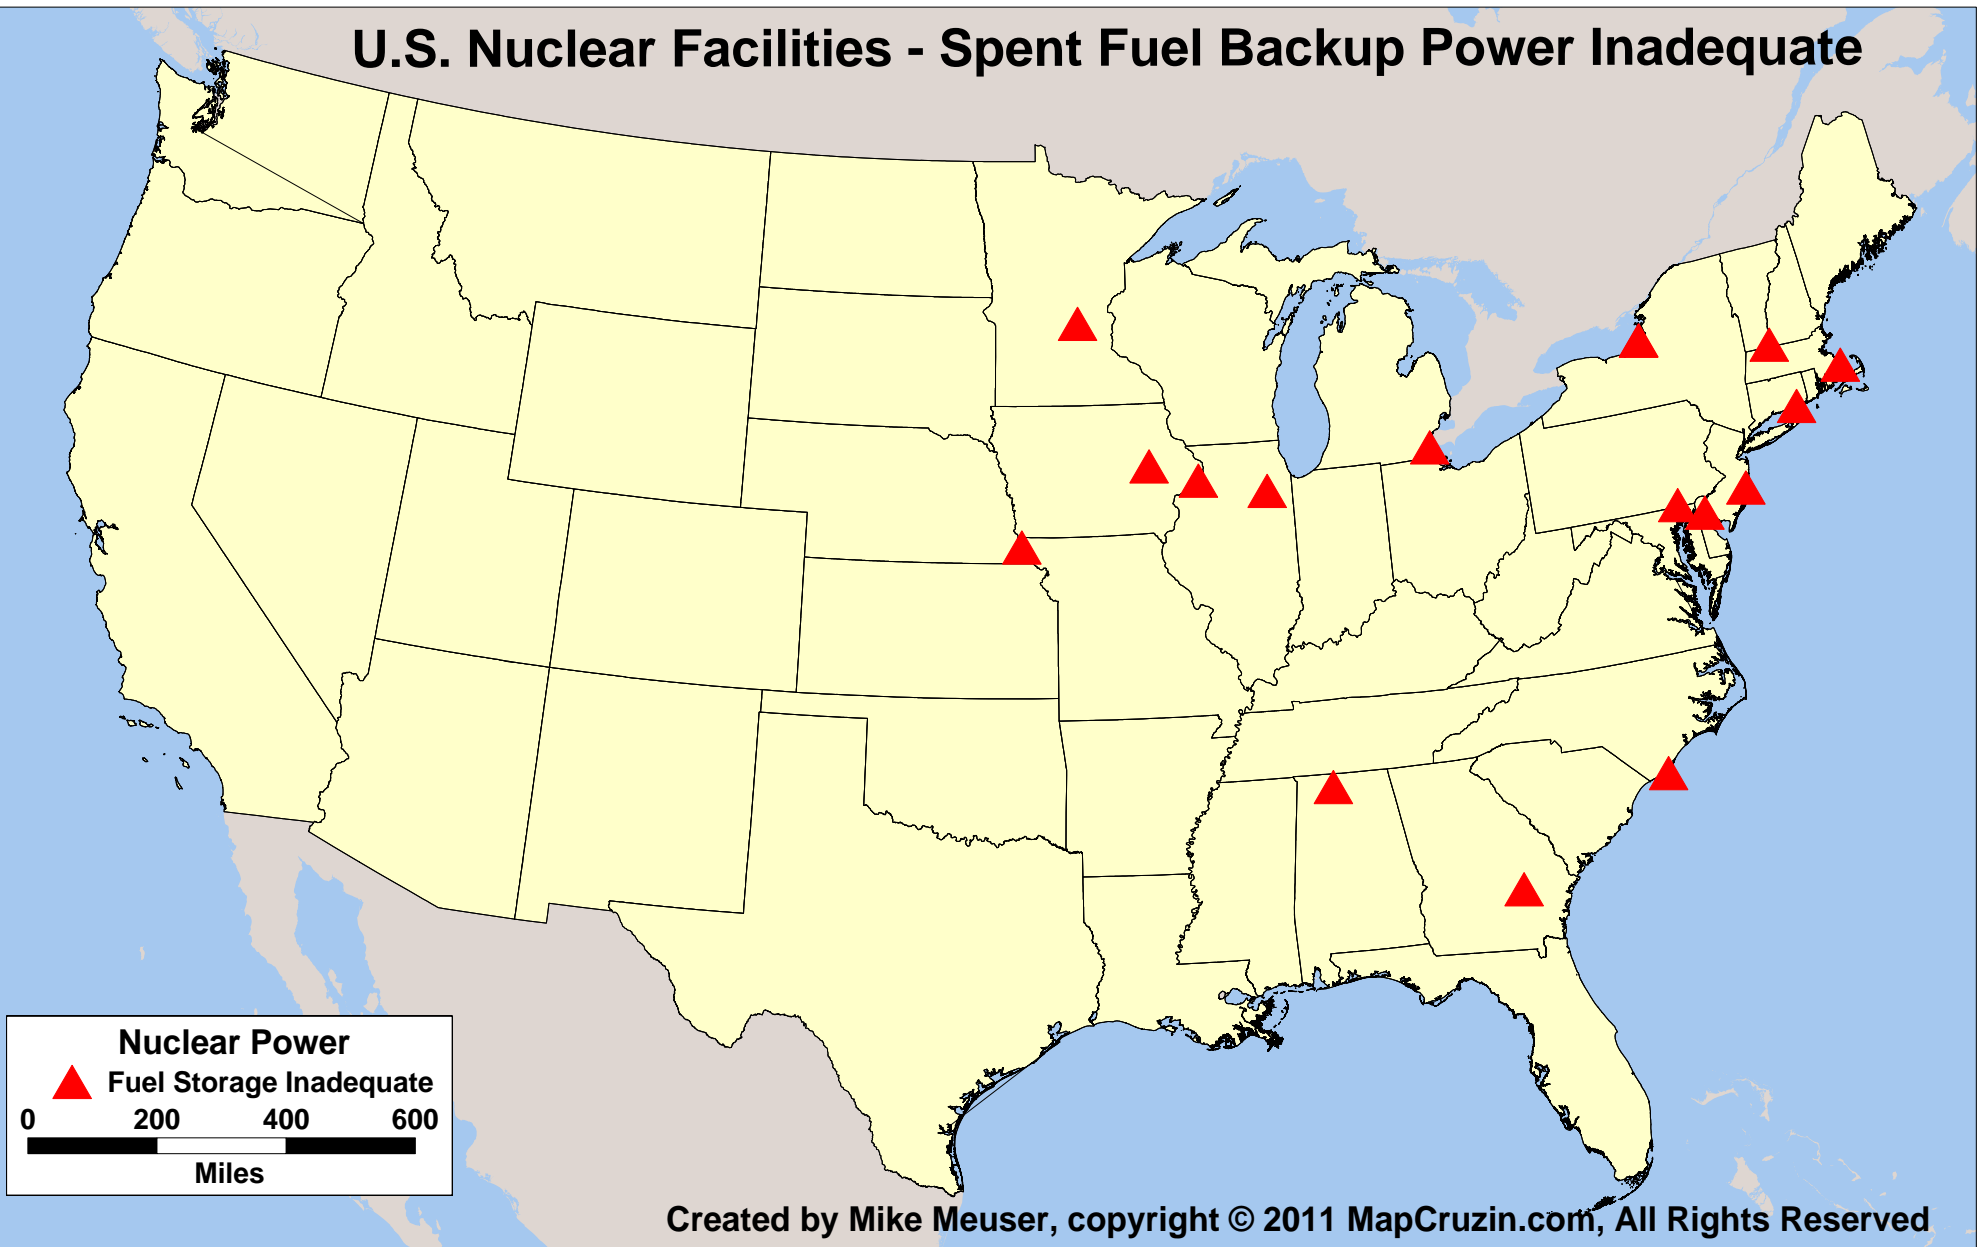 U.S. Nuclear Facilities - Spent Fuel Backup Power Inadequate
Nuclear Power
Fuel Storage Inadequate
0 200 400 600
Miles
Created by Mike Meuser, copyright © 2011 MapCruzin.com, All Rights Reserved